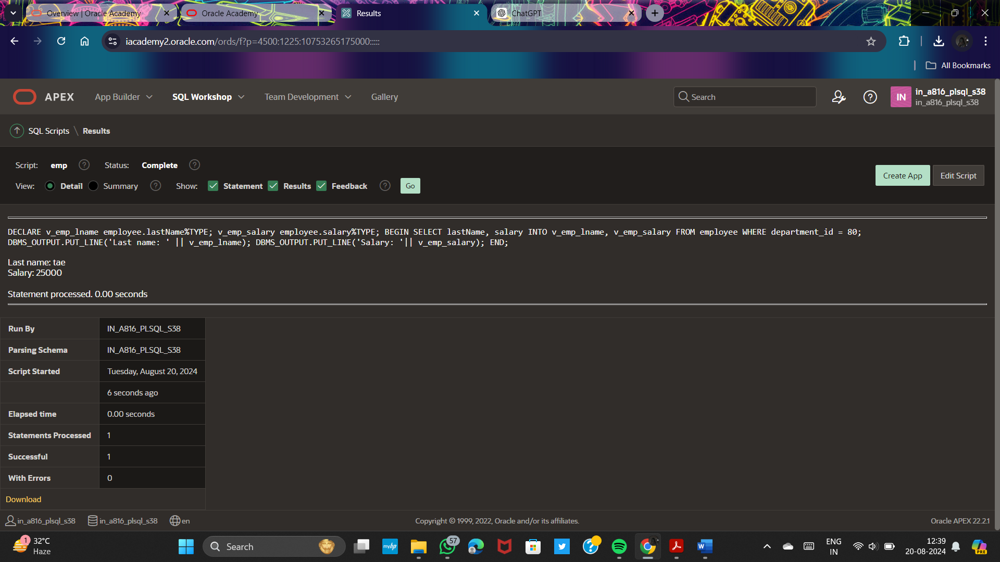 Overview | Oracle Academy
Oracle Academy
Results
ChatGPT
iacademy2.oracle.com/ords/f?p=4500:1225:10753265175000:::::
All Bookmarks
APEX
App Builder
SQL Workshop
Team Development
Gallery
Search
IN
in_a816_plsql_s38
in_a816_plsql_s38
SQL Scripts \ Results
Script: emp ? Status: Complete ?
View: Detail Summary ? Show: Statement Results Feedback ? Go
Create App
Edit Script
DECLARE v_emp_lname employee.lastName%TYPE; v_emp_salary employee.salary%TYPE; BEGIN SELECT lastName, salary INTO v_emp_lname, v_emp_salary FROM employee WHERE department_id = 80;
DBMS_OUTPUT.PUT_LINE('Last name: ' || v_emp_lname); DBMS_OUTPUT.PUT_LINE('Salary: '|| v_emp_salary); END;
Last name: tae
Salary: 25000
Statement processed. 0.00 seconds
Run By IN_A816_PLSQL_S38
Parsing Schema IN_A816_PLSQL_S38
Script Started Tuesday, August 20, 2024
6 seconds ago
Elapsed time 0.00 seconds
Statements Processed 1
Successful 1
With Errors 0
Download
in_a816_plsql_s38
in_a816_plsql_s38
en
Copyright © 1999, 2022, Oracle and/or its affiliates.
Oracle APEX 22.2.1
1
32°C
Haze
Search
myhp
57
?
W
ENG
IN
12:39
20-08-2024
PRE